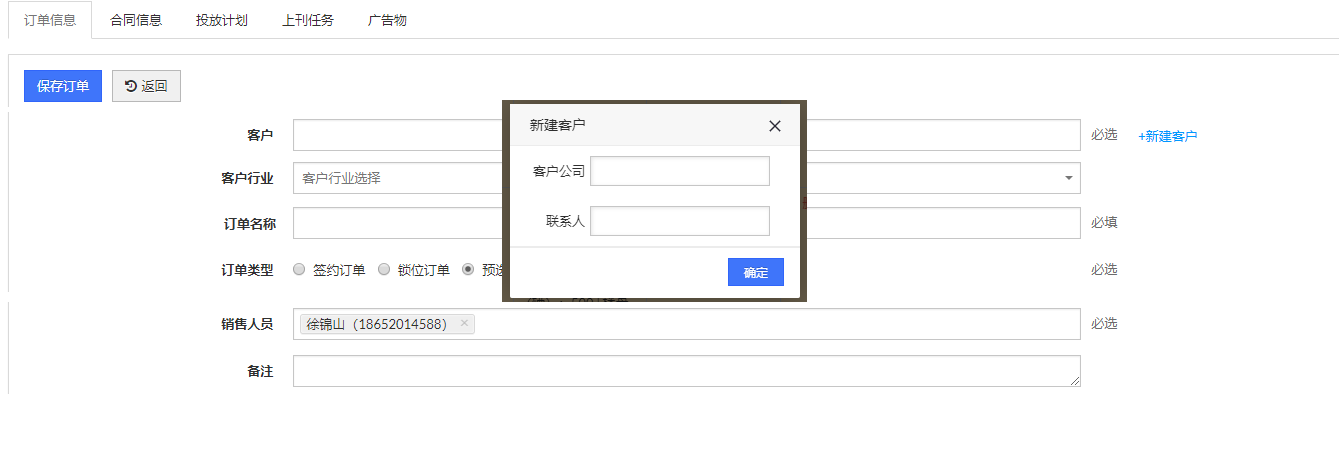 订单信息 合同信息 投放计划 上刊任务 广告物
保存订单 返回
新建客户
客户 必选 +新建客户
客户公司
客户行业 客户行业选择
联系人
订单名称 必填
确定
订单类型 签约订单 锁位订单 预 必选
销售人员 徐锦山（18652014588） × 必选
备注